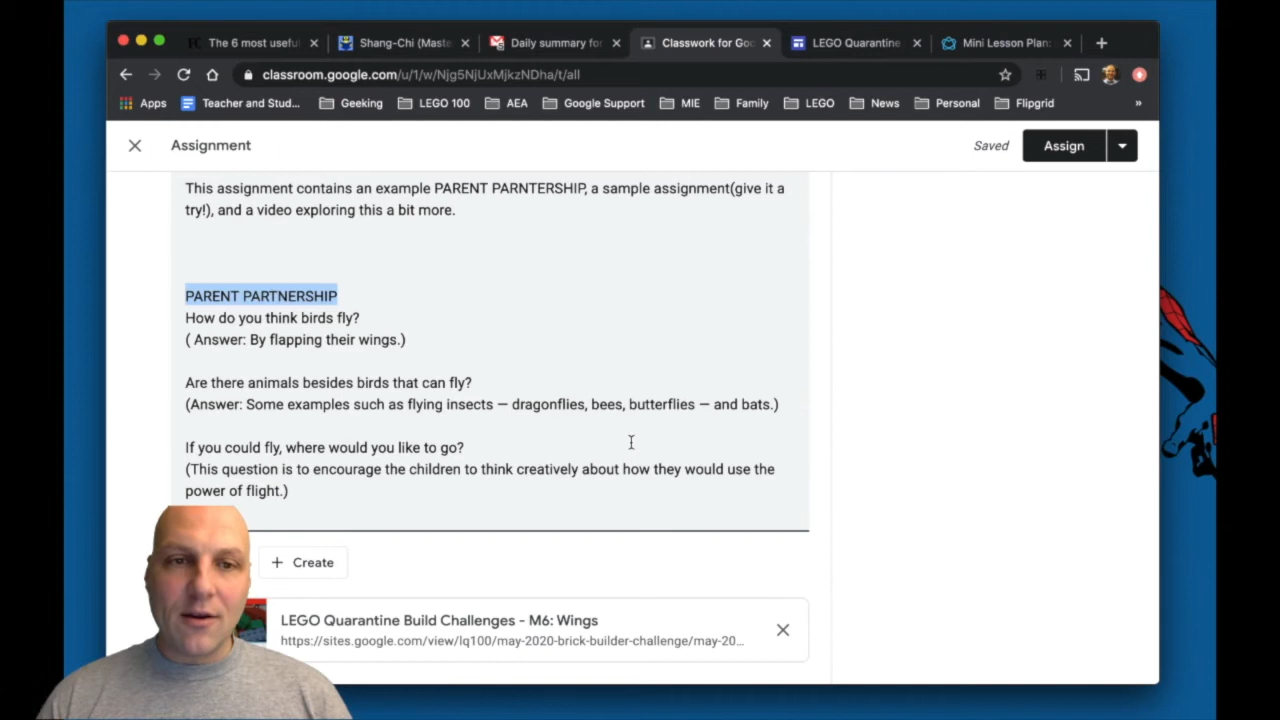 The 6 most usefu
Shang-Chi (Maste
Daily summary for
Classwork for Goo
LEGO Quarantine
Mini Lesson Plan:
classroom.google.com/u/1/w/Njg5NjUxMjkzNDha/t/all
Apps
Teacher and Stud...
Geeking
LEGO 100
AEA
Google Support
MIE
Family
LEGO
News
Personal
Flipgrid
»
Assignment
Saved
Assign
This assignment contains an example PARENT PARNTERSHIP, a sample assignment(give it a
try!), and a video exploring this a bit more.
PARENT PARTNERSHIP
How do you think birds fly?
( Answer: By flapping their wings.)
Are there animals besides birds that can fly?
(Answer: Some examples such as flying insects — dragonflies, bees, butterflies — and bats.)
If you could fly, where would you like to go?
(This question is to encourage the children to think creatively about how they would use the
power of flight.)
+ Create
LEGO Quarantine Build Challenges - M6: Wings
https://sites.google.com/view/lq100/may-2020-brick-builder-challenge/may-20...